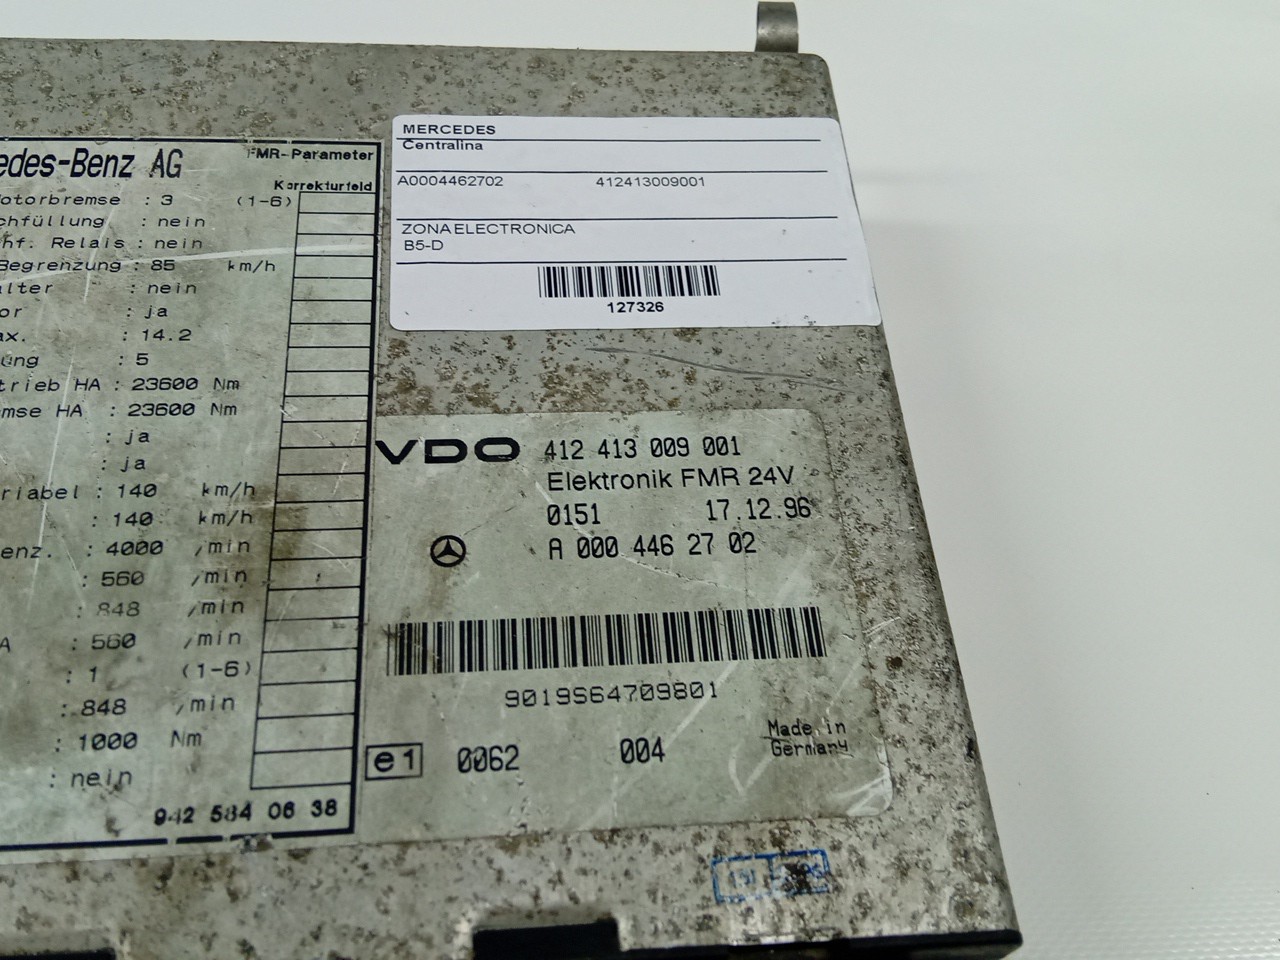 MERCEDES
Centralina
A0004462702 412413009001
ZONAELECTRONICA
B5-D
127326
edes-Benz AG FMR-Parameter
Korrekturfeld
otorbremse : 3 (1-6)
chfüllung : nein
hf. Relais : nein
Begrenzung : 85 km/h
alter : nein
or : ja
ax. : 14.2
ung : 5
trieb HA : 23600 Nm
mse HA : 23600 Nm
: ja
: ja
riabel : 140 km/h
: 140 km/h
enz. : 4000 /min
: 560 /min
: 848 /min
A : 560 /min
: 1 (1-6)
: 848 /min
: 1000 Nm
: nein
942 584 06 38
VDO 412 413 009 001
Elektronik FMR 24V
0151 17.12.96
A 000 446 27 02
9019S64709801
e1 0062 004
Made in
Germany